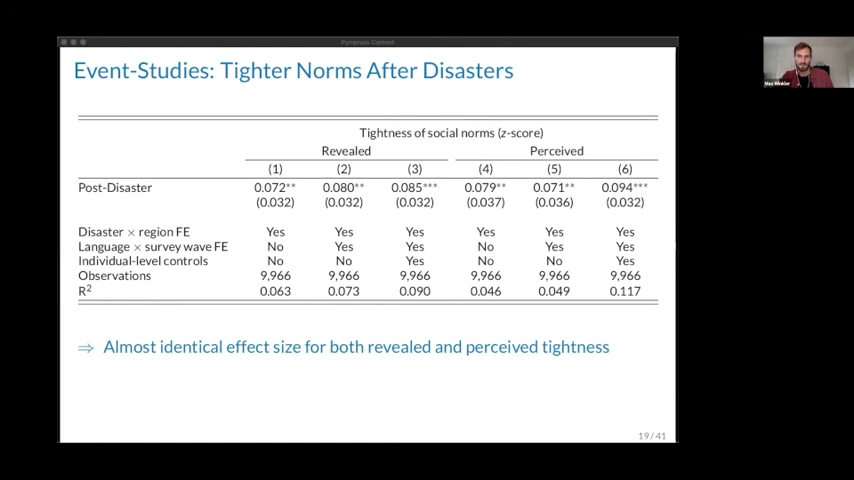 Pympress Content
Event-Studies: Tighter Norms After Disasters
Tightness of social norms (z-score)
Revealed Perceived
(1) (2) (3) (4) (5) (6)
Post-Disaster 0.072** 0.080** 0.085*** 0.079** 0.071** 0.094***
(0.032) (0.032) (0.032) (0.037) (0.036) (0.032)
Disaster × region FE Yes Yes Yes Yes Yes Yes
Language × survey wave FE No Yes Yes No Yes Yes
Individual-level controls No No Yes No No Yes
Observations 9,966 9,966 9,966 9,966 9,966 9,966
R² 0.063 0.073 0.090 0.046 0.049 0.117
⇒ Almost identical effect size for both revealed and perceived tightness
19/41
Max Winkler